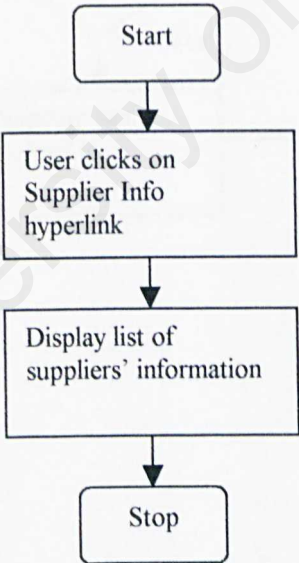 Start
User clicks on
Supplier Info
hyperlink
Display list of
suppliers' information
Stop